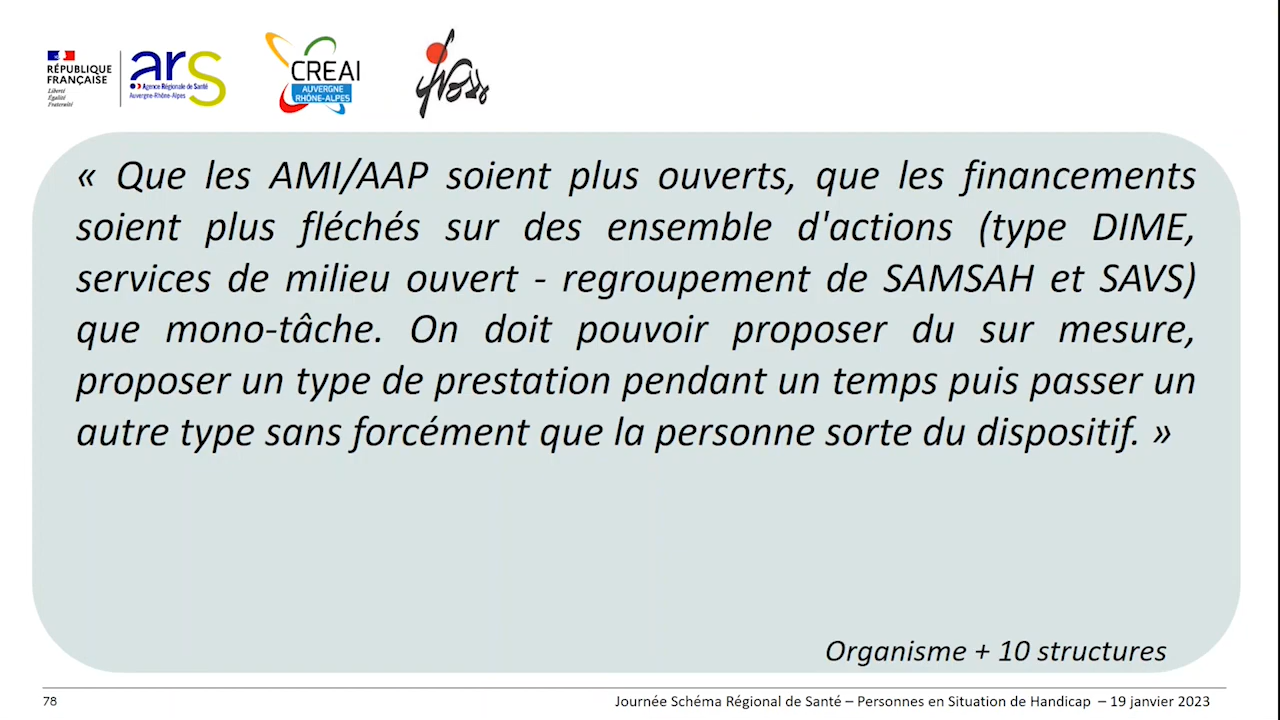 RÉPUBLIQUE
FRANÇAISE
Liberté
Égalité
Fraternité
ars
Agence Régionale de Santé
Auvergne-Rhône-Alpes
CREAI
AUVERGNE
RHÔNE-ALPES
« Que les AMI/AAP soient plus ouverts, que les financements
soient plus fléchés sur des ensemble d'actions (type DIME,
services de milieu ouvert - regroupement de SAMSAH et SAVS)
que mono-tâche. On doit pouvoir proposer du sur mesure,
proposer un type de prestation pendant un temps puis passer un
autre type sans forcément que la personne sorte du dispositif. »
Organisme + 10 structures
78
Journée Schéma Régional de Santé – Personnes en Situation de Handicap – 19 janvier 2023